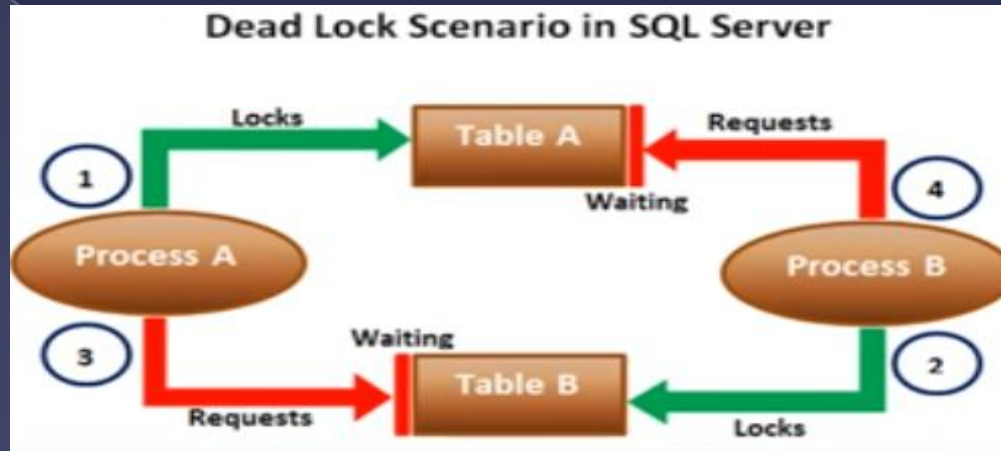 Dead Lock Scenario in SQL Server
Locks
Table A
Requests
1
Waiting
4
Process A
Process B
3
Waiting
2
Table B
Requests
Locks